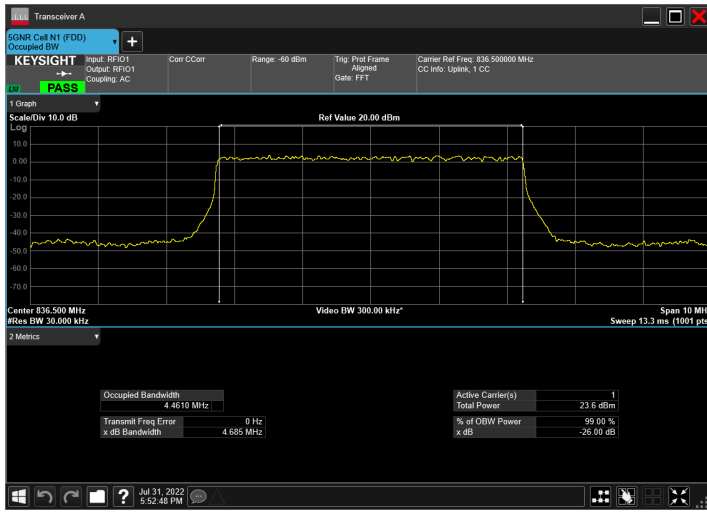 Transceiver A
5GNR Cell N1 (FDD)
Occupied BW
KEYSIGHT
LXI
PASS
Input: RFIO1
Output: RFIO1
Coupling: AC
Corr CCorr
Range: -60 dBm
Trig: Prot Frame
Aligned
Gate: FFT
Carrier Ref Freq: 836.500000 MHz
CC Info: Uplink, 1 CC
1 Graph
Scale/Div 10.0 dB
Ref Value 20.00 dBm
Log
10.0
0.00
-10.0
-20.0
-30.0
-40.0
-50.0
-60.0
-70.0
Center 836.500 MHz
Video BW 300.00 kHz*
Span 10 MH
#Res BW 30.000 kHz
Sweep 13.3 ms (1001 pts
2 Metrics
Occupied Bandwidth
4.4610 MHz
Transmit Freq Error 0 Hz
x dB Bandwidth 4.685 MHz
Active Carrier(s) 1
Total Power 23.6 dBm
% of OBW Power 99.00 %
x dB -26.00 dB
?
Jul 31, 2022
5:52:48 PM